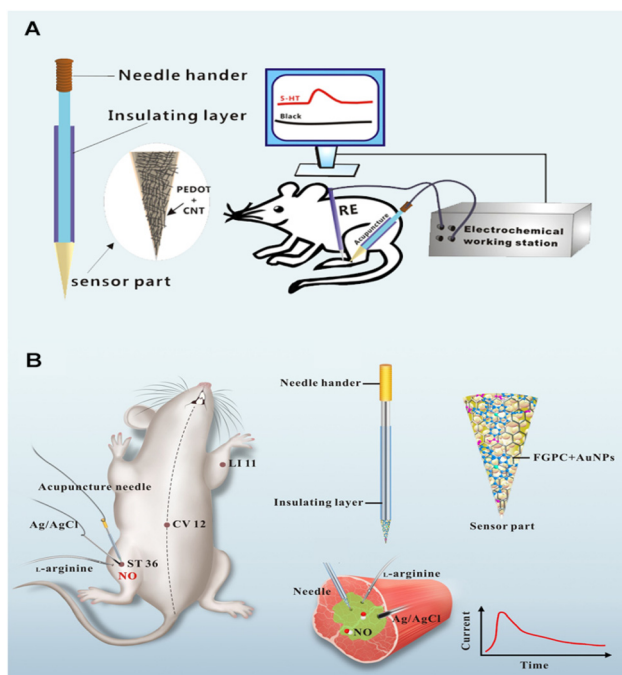 A
Needle hander
Insulating layer
PEDOT
+
CNT
sensor part
5-HT
Black
RE
Acupuncture
Electrochemical
working station
B
Needle hander
LI 11
FGPC+AuNPs
Acupuncture needle
Insulating layer
Sensor part
Ag/AgCl
CV 12
L-arginine
ST 36
NO
L-arginine
Needle
Ag/AgCl
NO
Current
Time